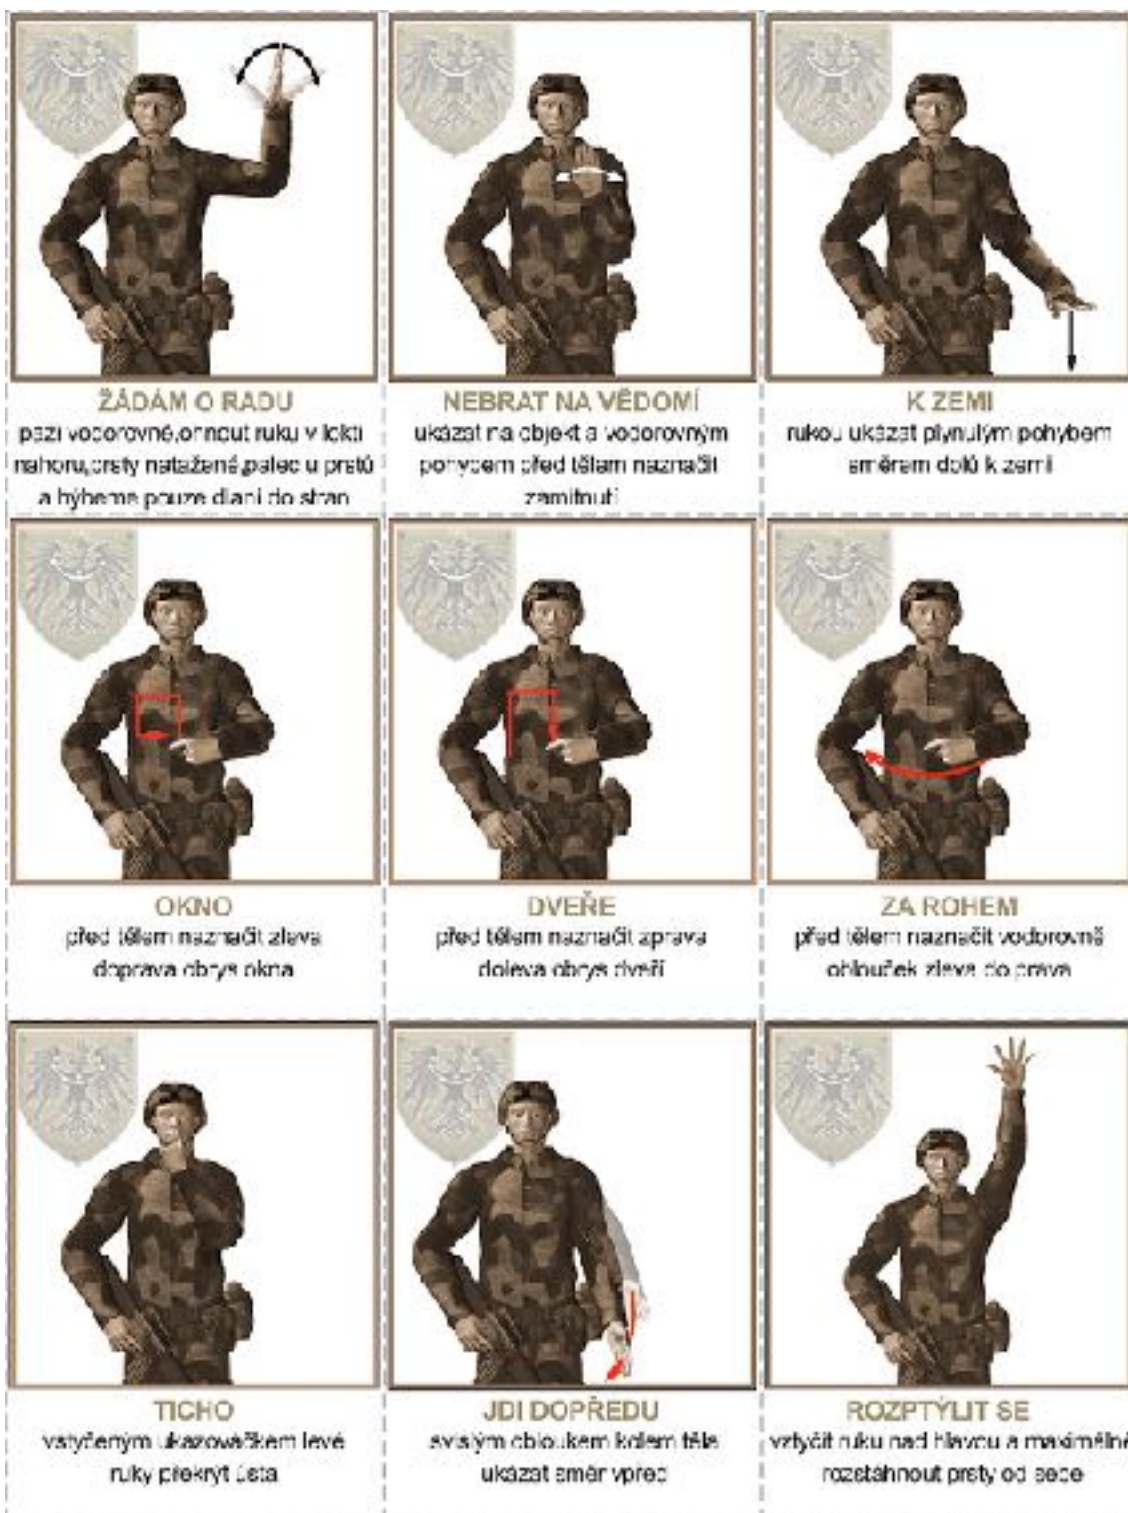 ŽÁDÁM O RADU
paží vodorovně,ohnout ruku v lokti
nahoru,prsty natažené,palec u prstů
a hýbeme pouze dlaní do stran
NEBRAT NA VĚDOMÍ
ukázat na objekt a vodorovným
pohybem před tělem naznačit
zamítnutí
K ZEMI
rukou ukázat plynulým pohybem
směrem dolů k zemi
OKNO
před tělem naznačit zleva
doprava obrys okna
DVEŘE
před tělem naznačit zprava
doleva obrys dveří
ZA ROHEM
před tělem naznačit vodorovně
oblouček zleva do prava
TICHO
vstyčeným ukazováčkem levé
ruky překrýt ústa
JDI DOPŘEDU
svislým obloukem kolem těla
ukázat směr vpřed
ROZPTÝLIT SE
vztyčit ruku nad hlavou a maximálně
rozstáhnout prsty od sebe